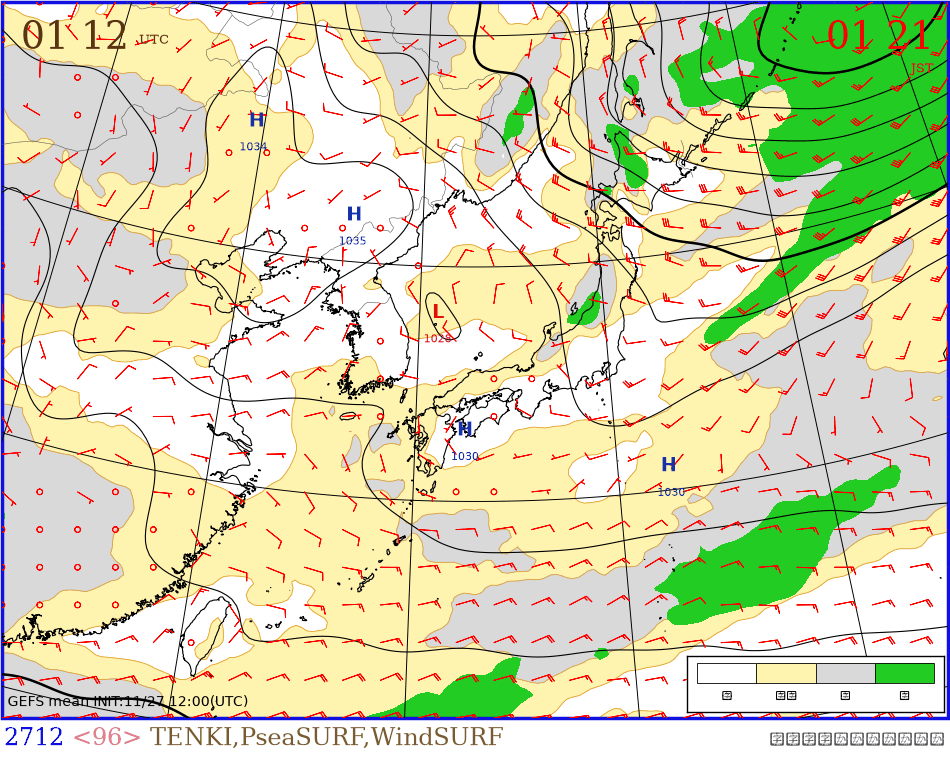 01 12 UTC
01 21 JST
H
1034
H
1035
L
H
1030
H
1030
GEFS mean INIT:11/27 12:00(UTC)
2712 <96> TENKI,PseaSURF,WindSURF